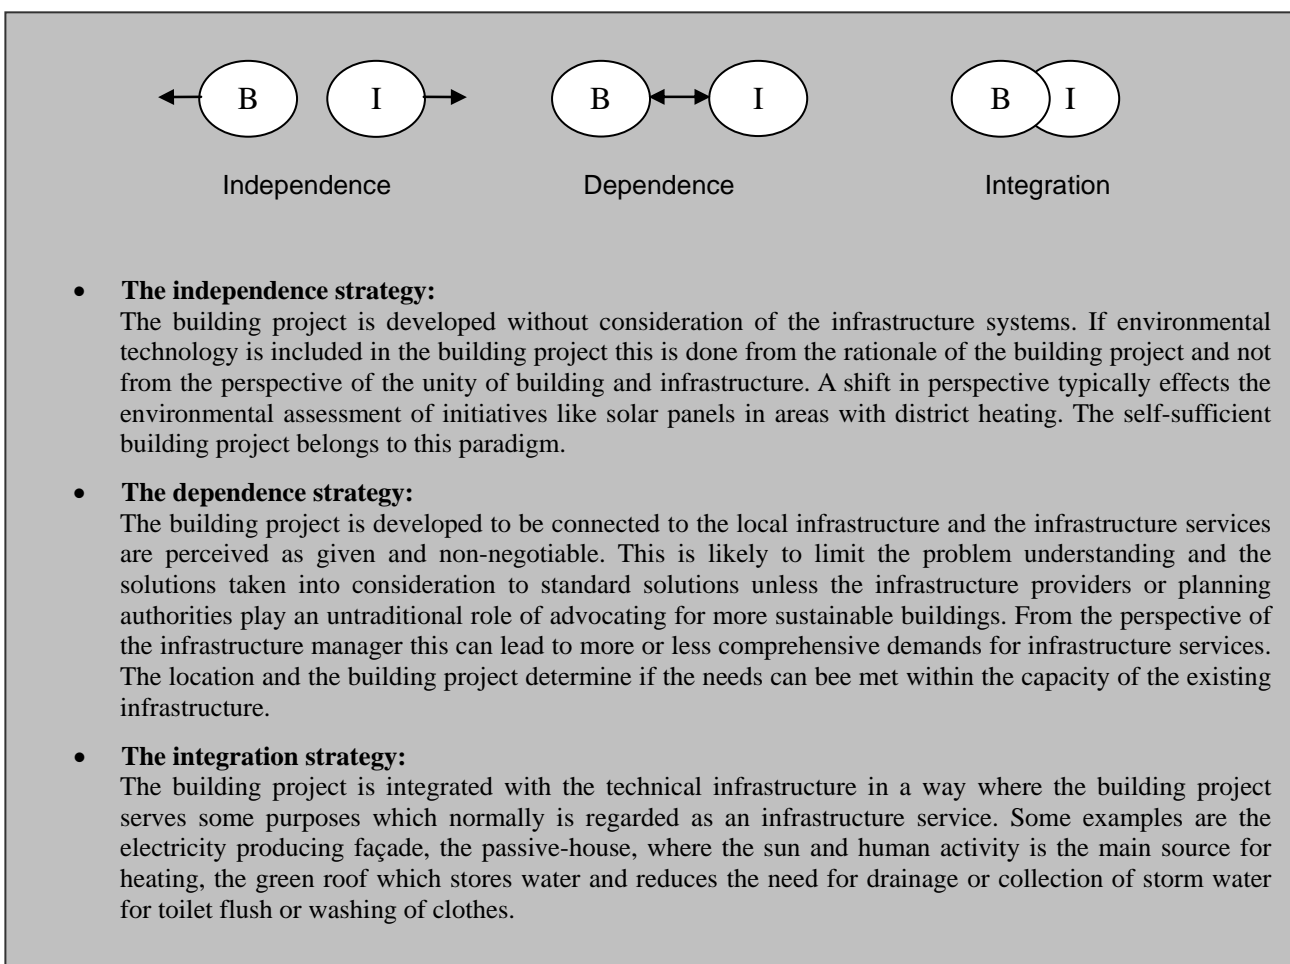 B I B I B I
Independence Dependence Integration
• The independence strategy:
The building project is developed without consideration of the infrastructure systems. If environmental
technology is included in the building project this is done from the rationale of the building project and not
from the perspective of the unity of building and infrastructure. A shift in perspective typically effects the
environmental assessment of initiatives like solar panels in areas with district heating. The self-sufficient
building project belongs to this paradigm.
• The dependence strategy:
The building project is developed to be connected to the local infrastructure and the infrastructure services
are perceived as given and non-negotiable. This is likely to limit the problem understanding and the
solutions taken into consideration to standard solutions unless the infrastructure providers or planning
authorities play an untraditional role of advocating for more sustainable buildings. From the perspective of
the infrastructure manager this can lead to more or less comprehensive demands for infrastructure services.
The location and the building project determine if the needs can bee met within the capacity of the existing
infrastructure.
• The integration strategy:
The building project is integrated with the technical infrastructure in a way where the building project
serves some purposes which normally is regarded as an infrastructure service. Some examples are the
electricity producing façade, the passive-house, where the sun and human activity is the main source for
heating, the green roof which stores water and reduces the need for drainage or collection of storm water
for toilet flush or washing of clothes.